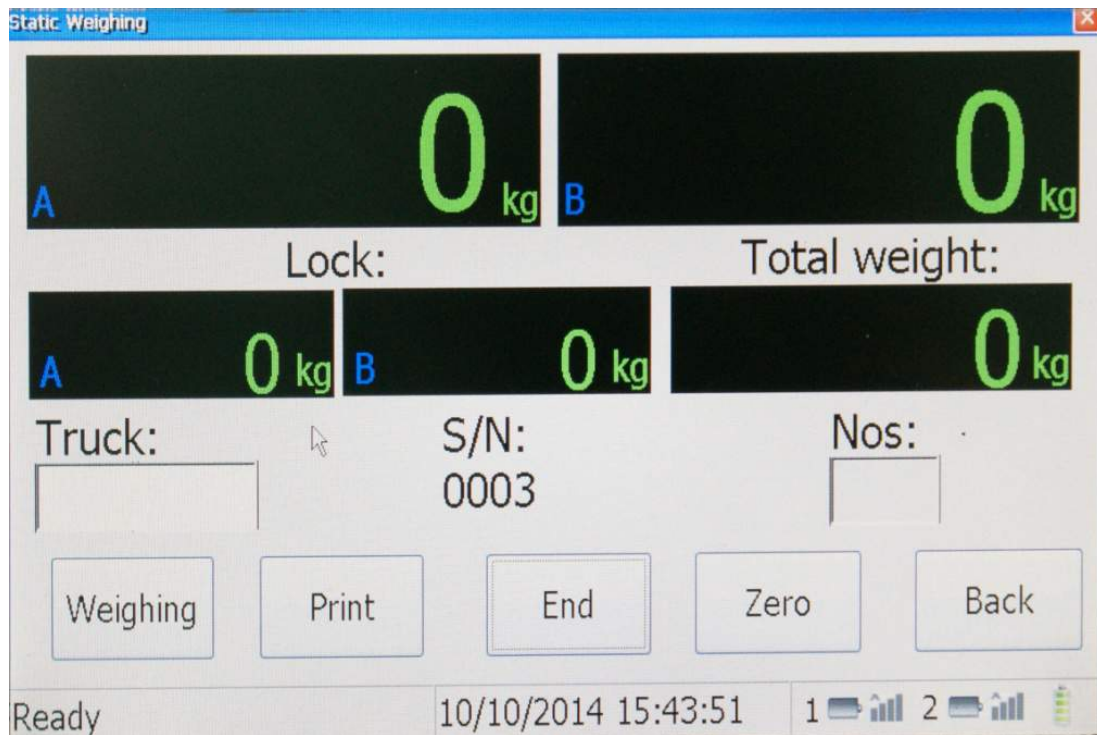 Static Weighing
A 0 kg B 0 kg
Lock: Total weight:
A 0 kg B 0 kg 0 kg
Truck: S/N: Nos:
0003
Weighing Print End Zero Back
Ready 10/10/2014 15:43:51 1 2